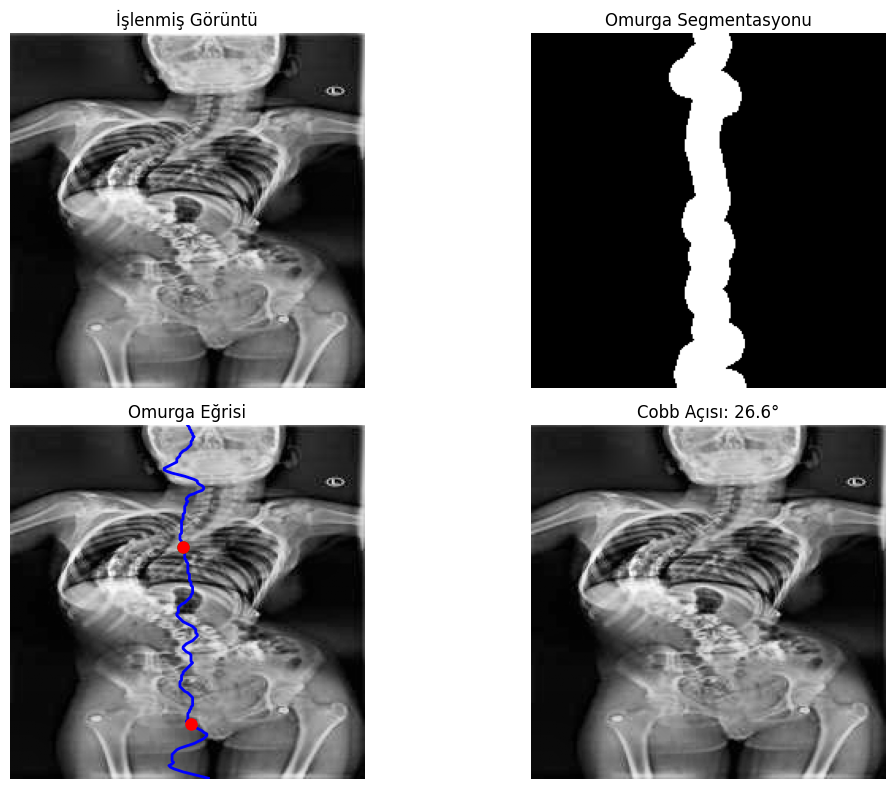 İşlenmiş Görüntü
Omurga Segmentasyonu
Omurga Eğrisi
Cobb Açısı: 26.6°